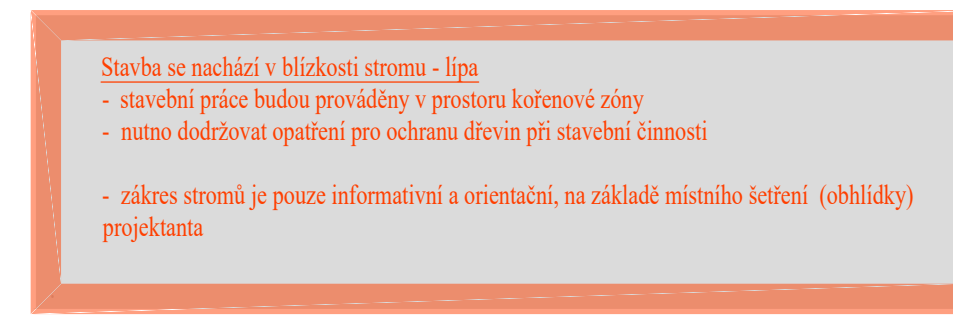 Stavba se nachází v blízkosti stromu - lípa
- stavební práce budou prováděny v prostoru kořenové zóny
- nutno dodržovat opatření pro ochranu dřevin při stavební činnosti
- zákres stromů je pouze informativní a orientační, na základě místního šetření (obhlídky)
projektanta